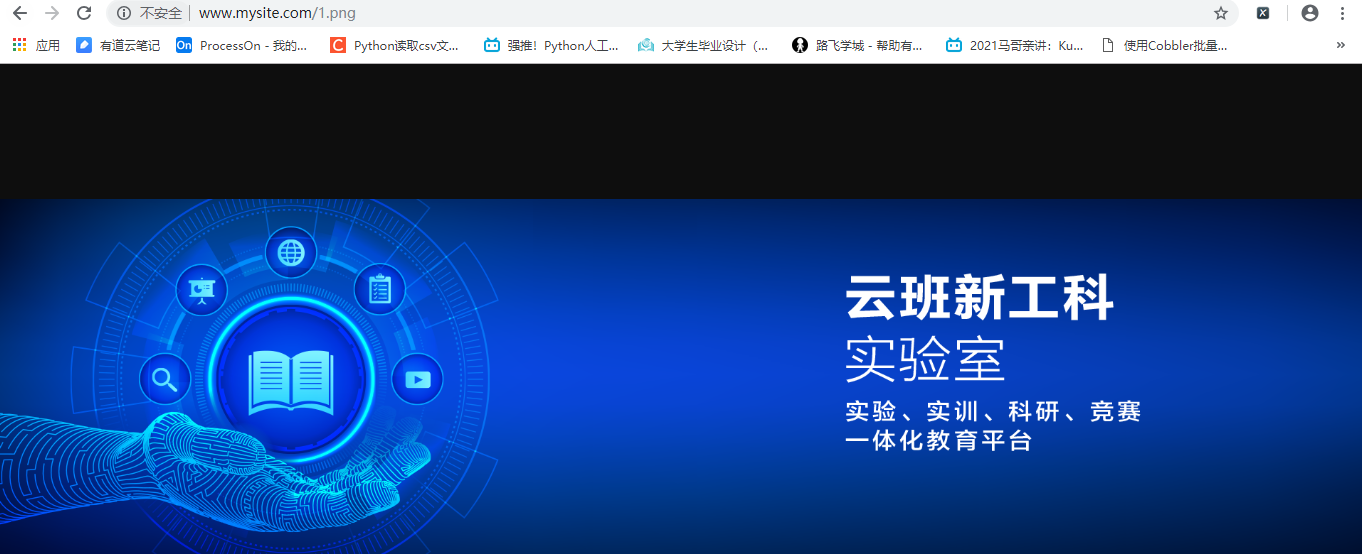 不安全 www.mysite.com/1.png
应用 有道云笔记 On ProcessOn - 我的... C Python读取csv文... 强推！Python人工... 大学生毕业设计（... 路飞学城 - 帮助有... 2021马哥亲讲：Ku... 使用Cobbler批量... »
云班新工科
实验室
实验、实训、科研、竞赛
一体化教育平台